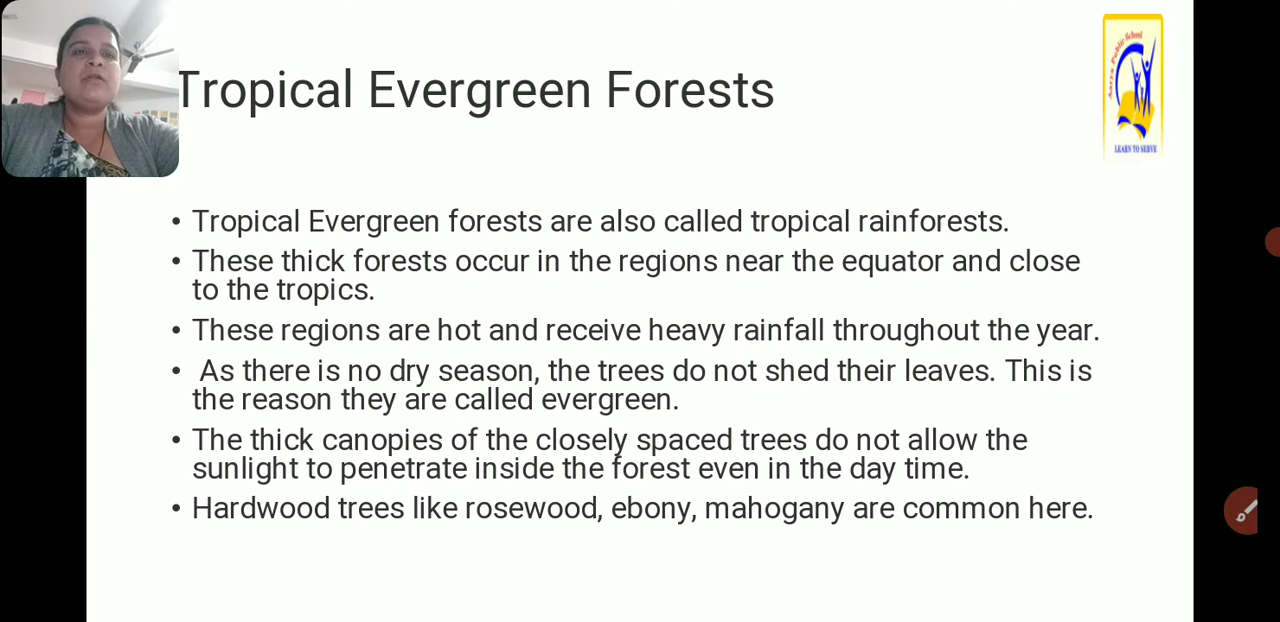 Tropical Evergreen Forests
Public School
LEARN TO SERVE
• Tropical Evergreen forests are also called tropical rainforests.
• These thick forests occur in the regions near the equator and close
to the tropics.
• These regions are hot and receive heavy rainfall throughout the year.
• As there is no dry season, the trees do not shed their leaves. This is
the reason they are called evergreen.
• The thick canopies of the closely spaced trees do not allow the
sunlight to penetrate inside the forest even in the day time.
• Hardwood trees like rosewood, ebony, mahogany are common here.